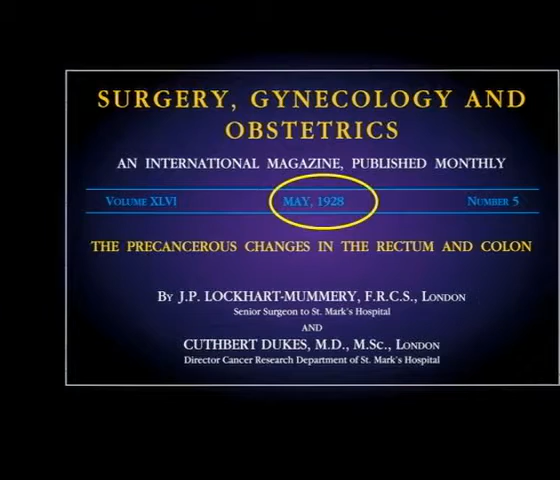 SURGERY, GYNECOLOGY AND
OBSTETRICS
AN INTERNATIONAL MAGAZINE, PUBLISHED MONTHLY
VOLUME XLVI MAY, 1928 NUMBER 5
THE PRECANCEROUS CHANGES IN THE RECTUM AND COLON
BY J.P. LOCKHART-MUMMERY, F.R.C.S., LONDON
Senior Surgeon to St. Mark's Hospital
AND
CUTHBERT DUKES, M.D., M.Sc., LONDON
Director Cancer Research Department of St. Mark's Hospital